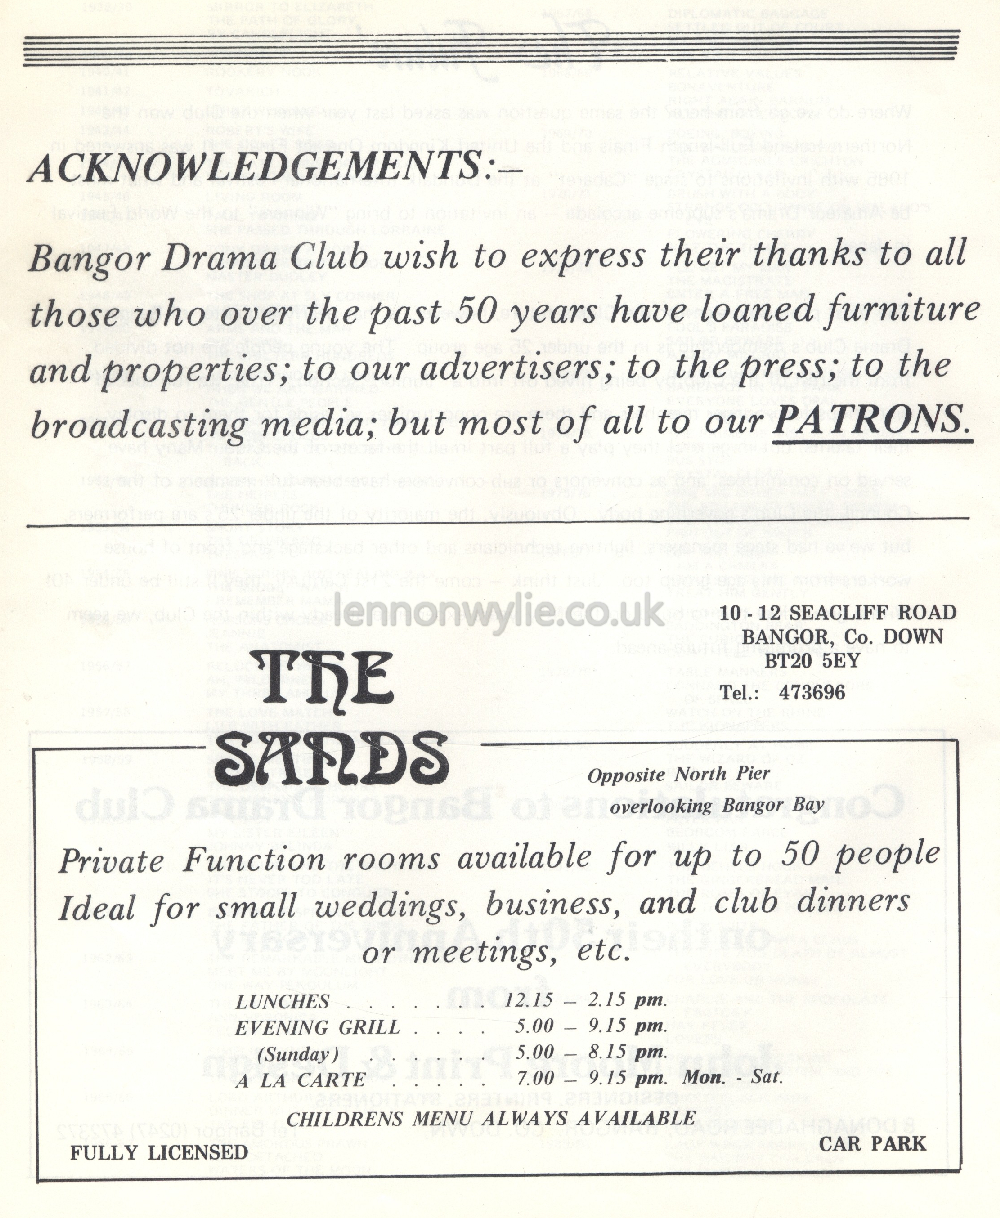 ACKNOWLEDGEMENTS:—
Bangor Drama Club wish to express their thanks to all
those who over the past 50 years have loaned furniture
and properties; to our advertisers; to the press; to the
broadcasting media; but most of all to our PATRONS.
lennonwylie.co.uk
10 - 12 SEACLIFF ROAD
BANGOR, Co. DOWN
BT20 5EY
Tel.: 473696
THE
SANDS
Opposite North Pier
overlooking Bangor Bay
Private Function rooms available for up to 50 people
Ideal for small weddings, business, and club dinners
or meetings, etc.
LUNCHES . . . . . . 12.15 — 2.15 pm.
EVENING GRILL . . . . 5.00 — 9.15 pm.
(Sunday) . . . . . 5.00 — 8.15 pm.
A LA CARTE . . . . . 7.00 — 9.15 pm. Mon. - Sat.
CHILDRENS MENU ALWAYS AVAILABLE
FULLY LICENSED
CAR PARK